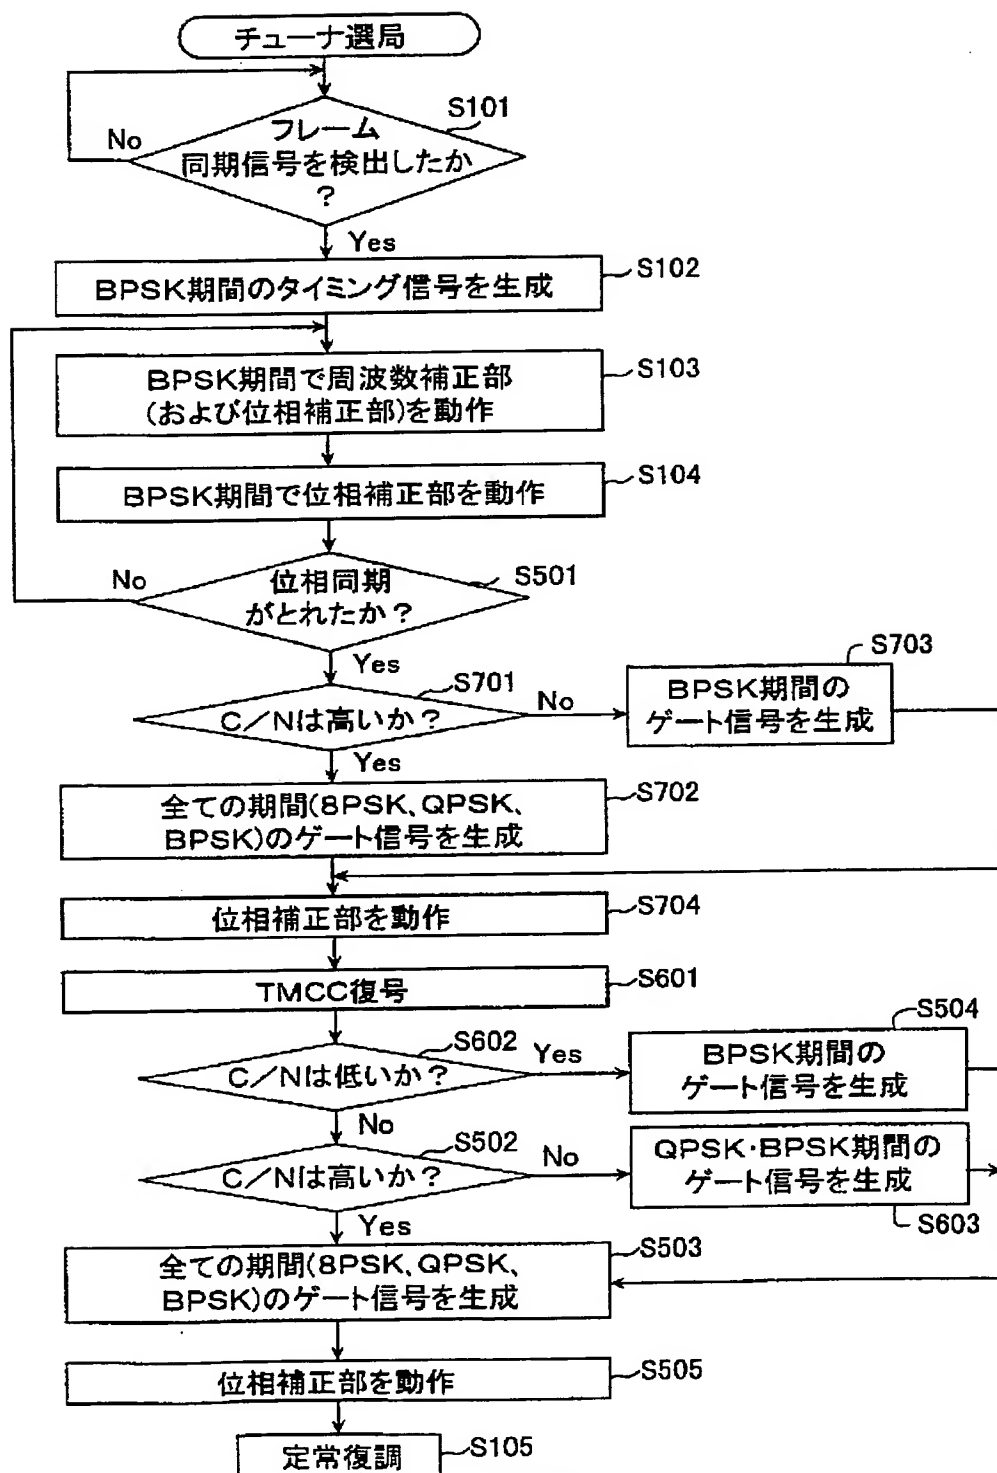 チューナ選局
S101
フレーム
No
同期信号を検出したか
?
Yes
S102
BPSK期間のタイミング信号を生成
S103
BPSK期間で周波数補正部
(および位相補正部)を動作
S104
BPSK期間で位相補正部を動作
S501
No
位相同期
がとれたか?
Yes
S701
C/Nは高いか?
No
S703
BPSK期間の
ゲート信号を生成
Yes
S702
全ての期間(8PSK、QPSK、
BPSK)のゲート信号を生成
S704
位相補正部を動作
S601
TMCC復号
S602
C/Nは低いか?
Yes
S504
BPSK期間の
ゲート信号を生成
No
S502
C/Nは高いか?
No
QPSK・BPSK期間の
ゲート信号を生成
S603
Yes
S503
全ての期間(8PSK、QPSK、
BPSK)のゲート信号を生成
S505
位相補正部を動作
S105
定常復調